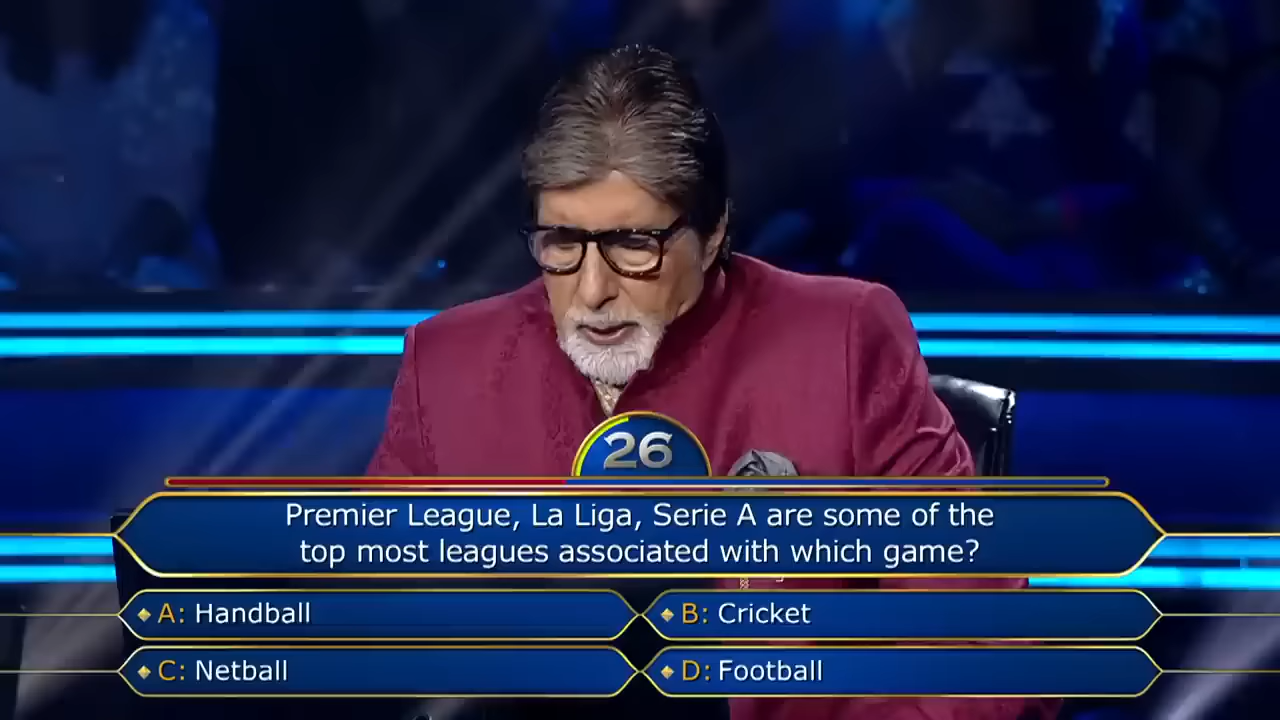 26
Premier League, La Liga, Serie A are some of the
top most leagues associated with which game?
A: Handball
B: Cricket
C: Netball
D: Football